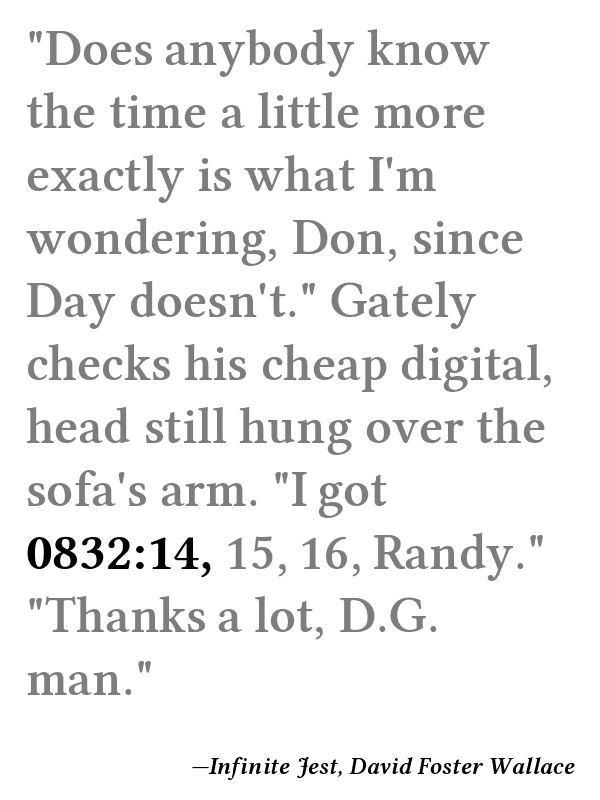 "Does anybody know
the time a little more
exactly is what I'm
wondering, Don, since
Day doesn't." Gately
checks his cheap digital,
head still hung over the
sofa's arm. "I got
0832:14, 15, 16, Randy."
"Thanks a lot, D.G.
man."
—Infinite Jest, David Foster Wallace